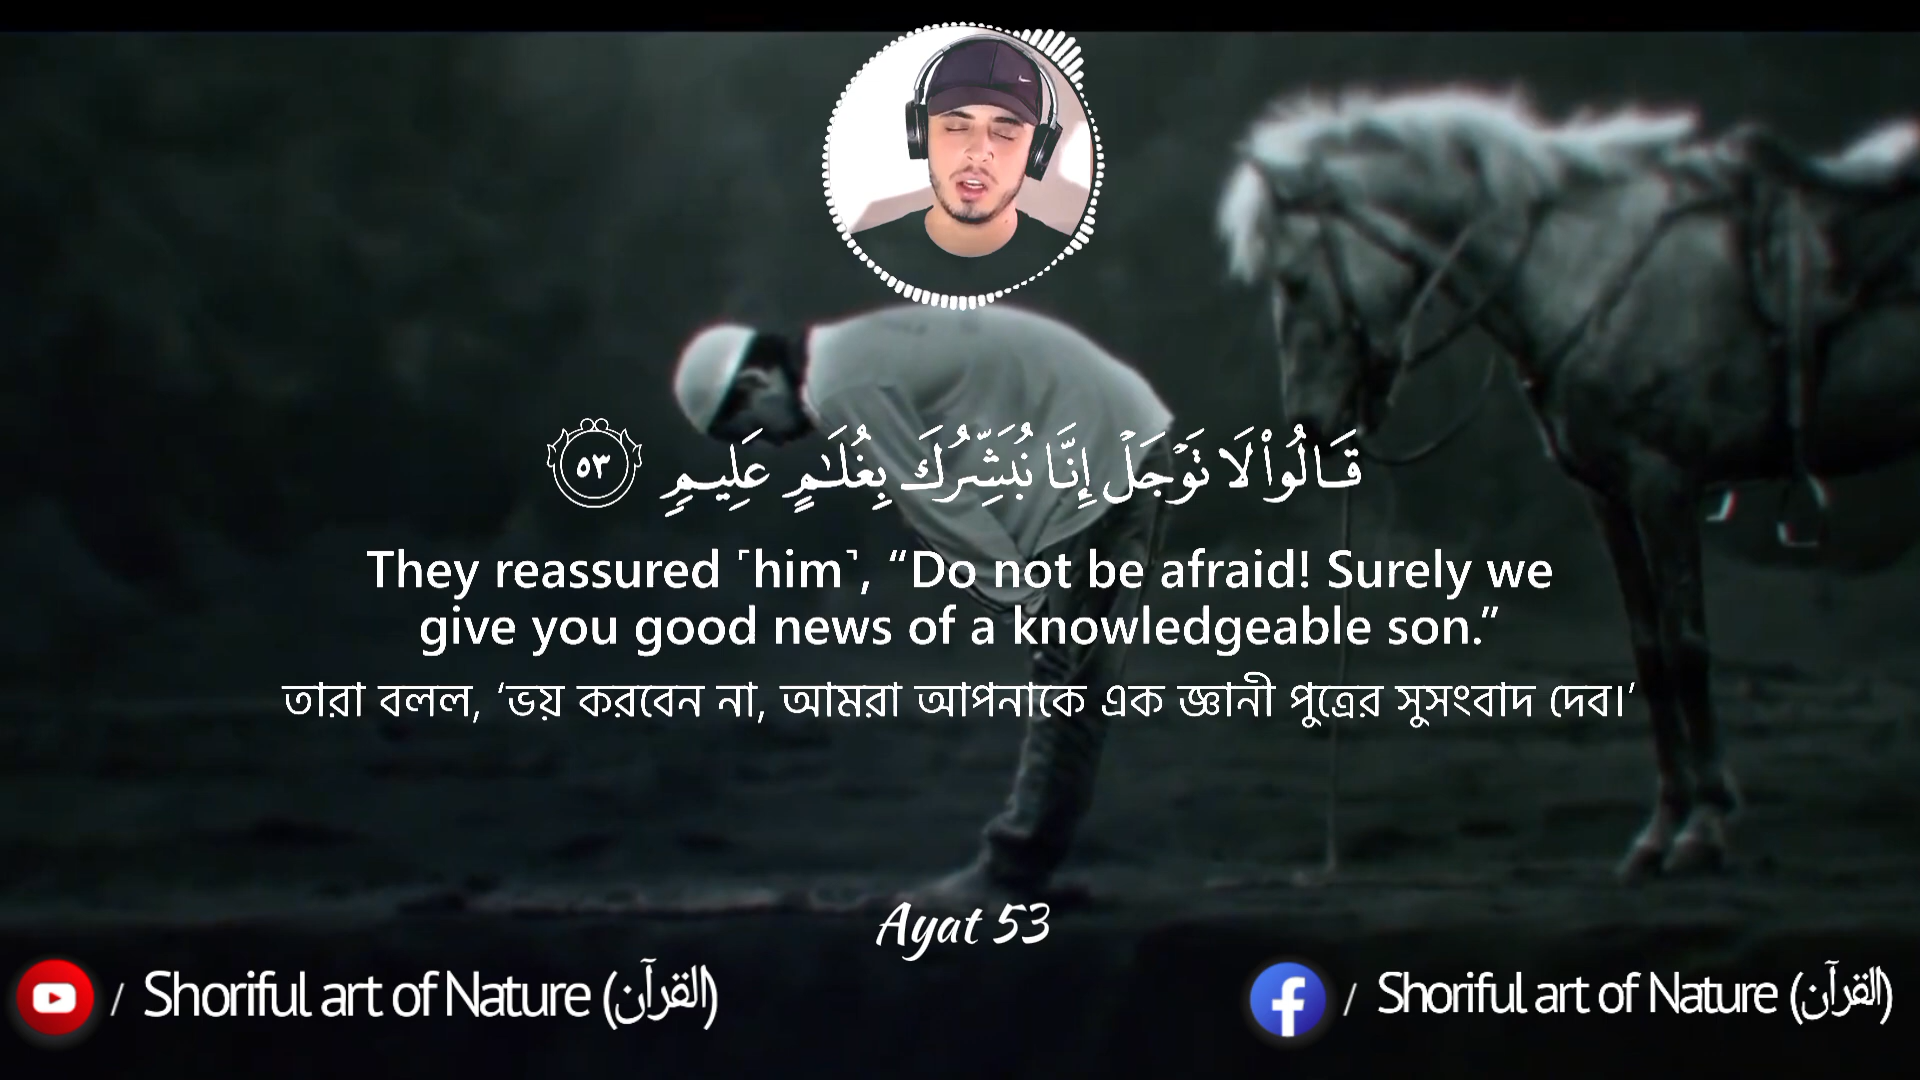 قَالُوا۟ لَا تَوْجَلْ إِنَّا نُبَشِّرُكَ بِغُلَـٰمٍ عَلِيمٍ ٥٣
They reassured ˹him˺, “Do not be afraid! Surely we
give you good news of a knowledgeable son.”
তারা বলল, ‘ভয় করবেন না, আমরা আপনাকে এক জ্ঞানী পুত্রের সুসংবাদ দেব।’
Ayat 53
/ Shoriful art of Nature (القرآن)
/ Shoriful art of Nature (القرآن)